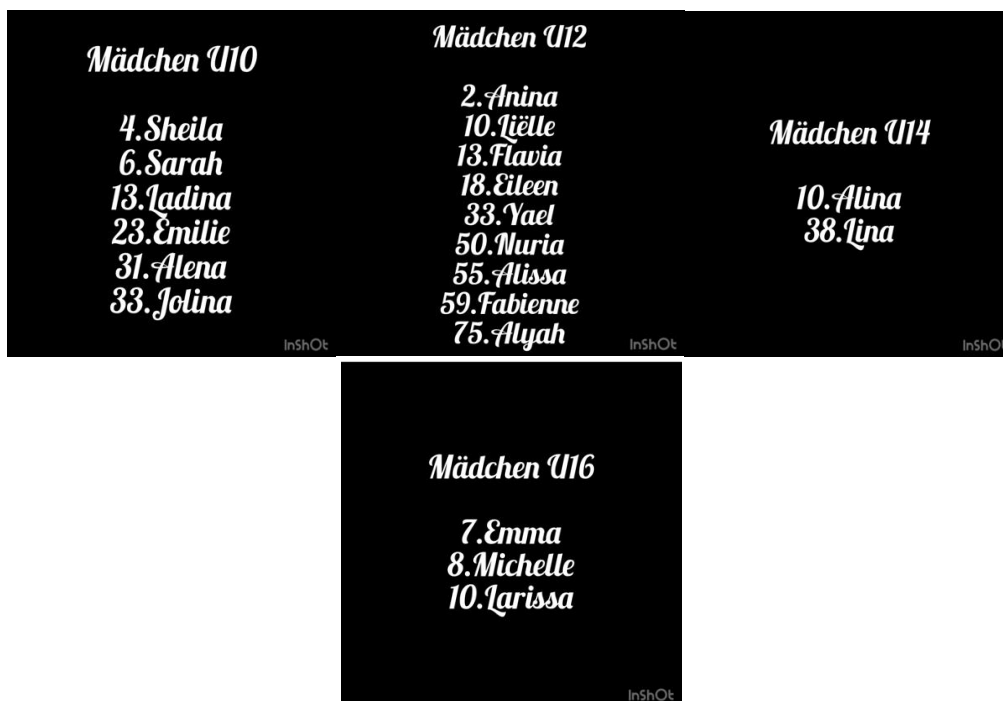 Mädchen U10
4.Sheila
6.Sarah
13.Ladina
23.Emilie
31.Alena
33.Jolina
InShOt
Mädchen U12
2.Anina
10.Liëlle
13.Flavia
18.Eileen
33.Yael
50.Nuria
55.Alissa
59.Fabienne
75.Alyah
InShOt
Mädchen U14
10.Alina
38.Lina
InShOt
Mädchen U16
7.Emma
8.Michelle
10.Larissa
InShOt